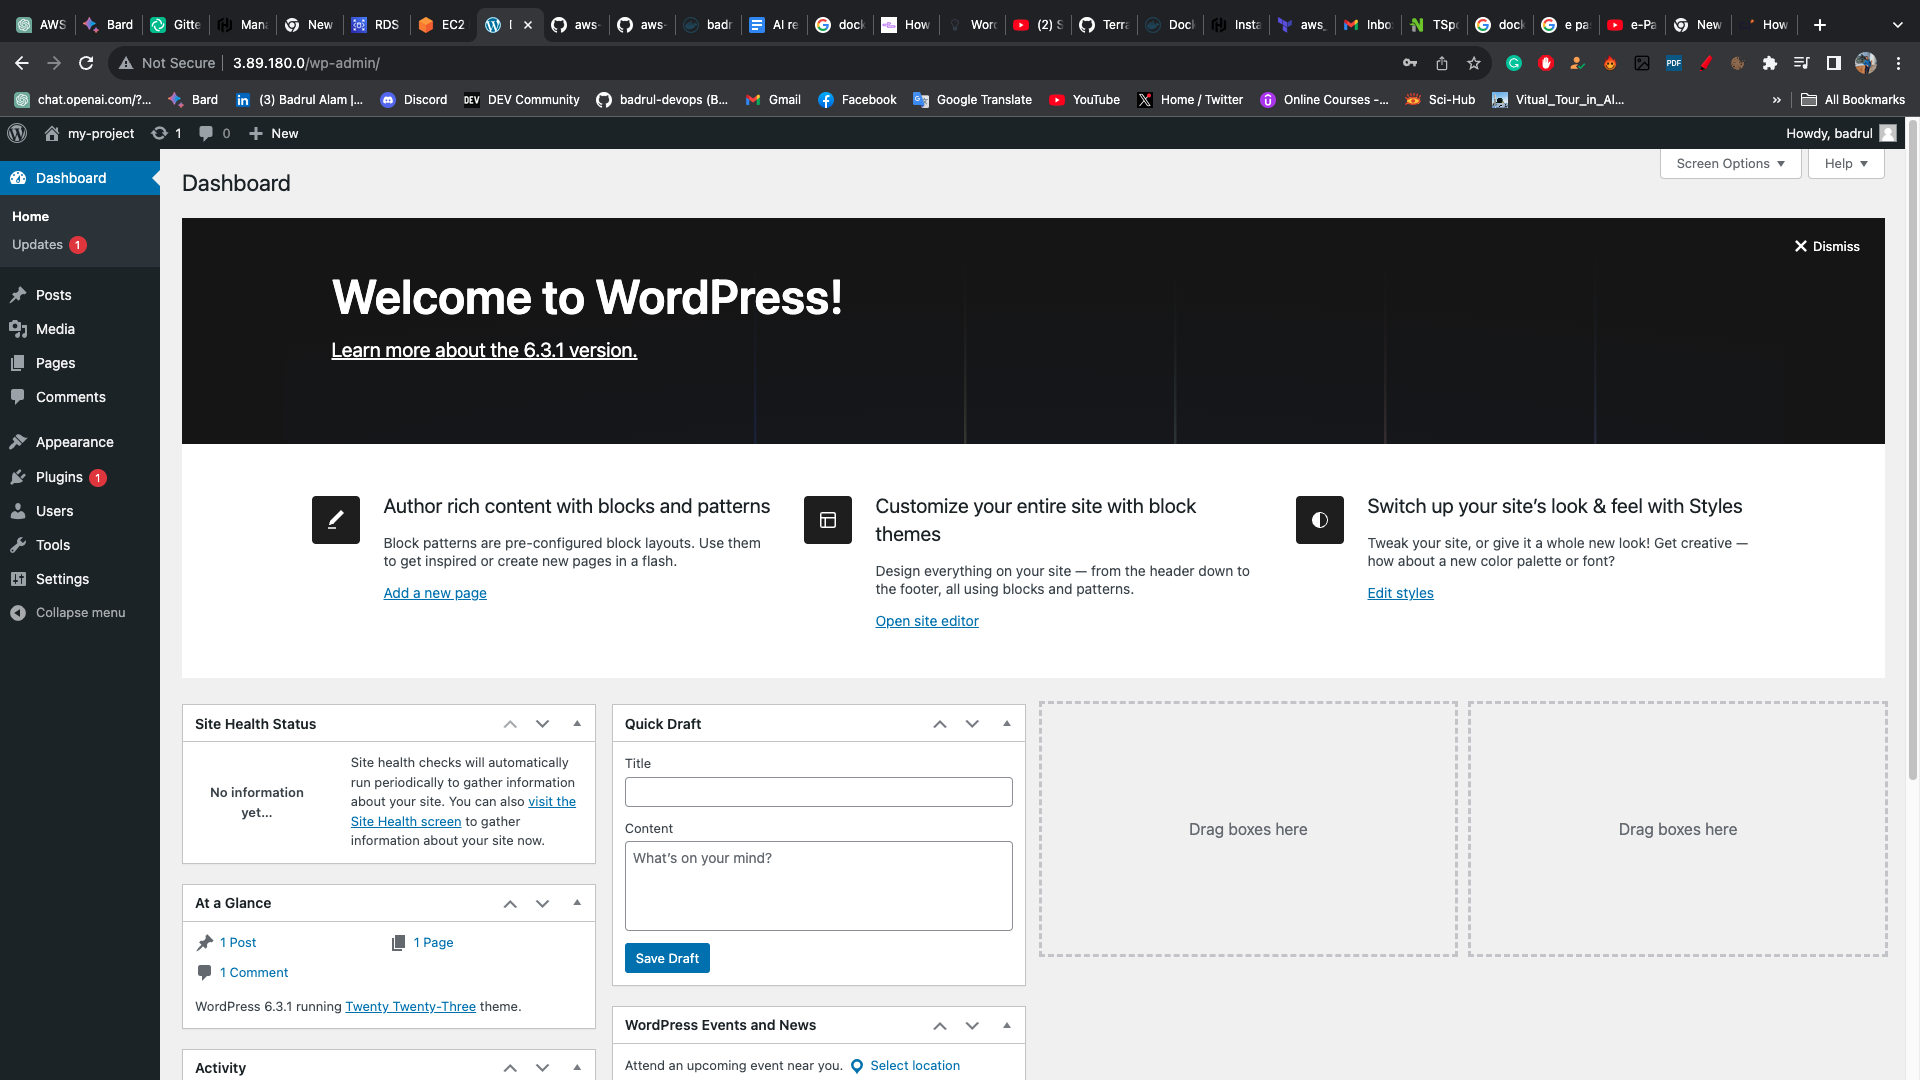 AWS
Bard
Gitte
Mana
New
RDS
EC2
aws-
aws-
badr
AI re
dock
How
Word
(2) S
Terra
Dock
Insta
aws_
Inbo
TSpo
dock
e pa
e-Pa
New
How
Not Secure
3.89.180.0/wp-admin/
PDF
chat.openai.com/?...
Bard
(3) Badrul Alam |...
Discord
DEV
DEV Community
badrul-devops (B...
Gmail
Facebook
Google Translate
YouTube
Home / Twitter
Online Courses -...
Sci-Hub
Vitual_Tour_in_Al...
»
All Bookmarks
my-project
1
0
New
Howdy, badrul
Screen Options
Help
Dashboard
Home
Updates 1
Posts
Media
Pages
Comments
Appearance
Plugins 1
Users
Tools
Settings
Collapse menu
Dashboard
Dismiss
Welcome to WordPress!
Learn more about the 6.3.1 version.
Author rich content with blocks and patterns
Block patterns are pre-configured block layouts. Use them
to get inspired or create new pages in a flash.
Add a new page
Customize your entire site with block
themes
Design everything on your site — from the header down to
the footer, all using blocks and patterns.
Open site editor
Switch up your site’s look & feel with Styles
Tweak your site, or give it a whole new look! Get creative —
how about a new color palette or font?
Edit styles
Site Health Status
No information
yet...
Site health checks will automatically
run periodically to gather information
about your site. You can also visit the
Site Health screen to gather
information about your site now.
At a Glance
1 Post
1 Page
1 Comment
WordPress 6.3.1 running Twenty Twenty-Three theme.
Activity
Quick Draft
Title
Content
What’s on your mind?
Save Draft
WordPress Events and News
Attend an upcoming event near you.
Select location
Drag boxes here
Drag boxes here